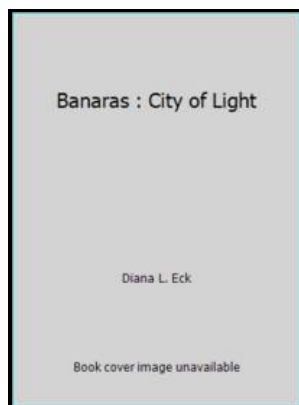 Banaras : City of Light
Diana L. Eck
Book cover image unavailable